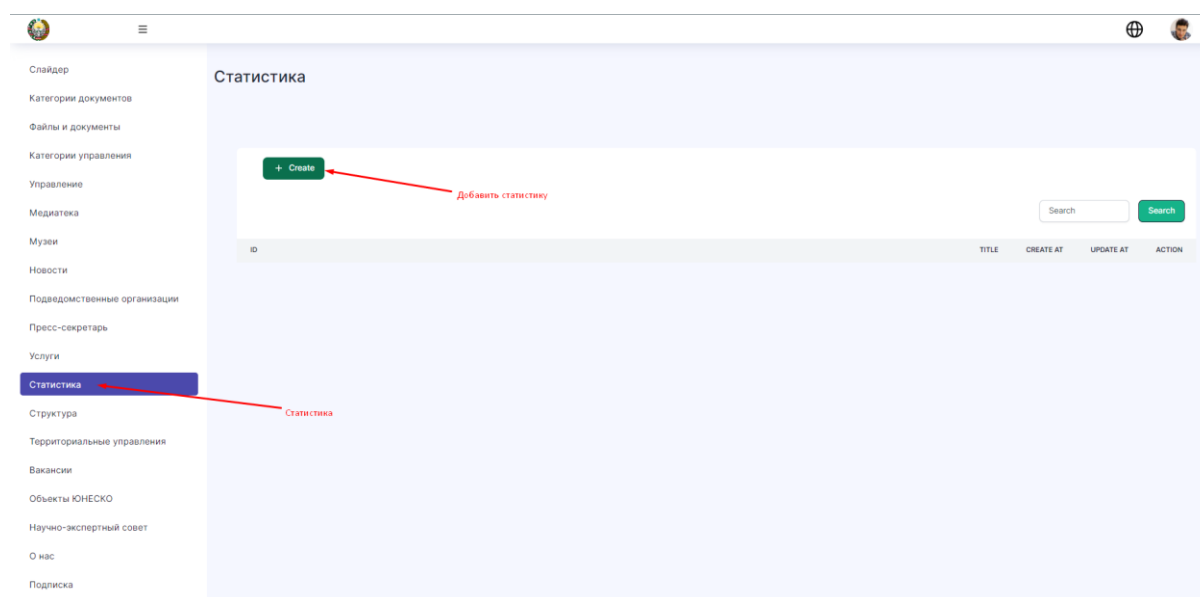 Слайдер
Категории документов
Файлы и документы
Категории управления
Управление
Медиатека
Музеи
Новости
Подведомственные организации
Пресс-секретарь
Услуги
Статистика
Структура
Территориальные управления
Вакансии
Объекты ЮНЕСКО
Научно-экспертный совет
О нас
Подписка
Статистика
+ Create
Добавить статистику
Search Search
ID TITLE CREATE AT UPDATE AT ACTION
Статистика